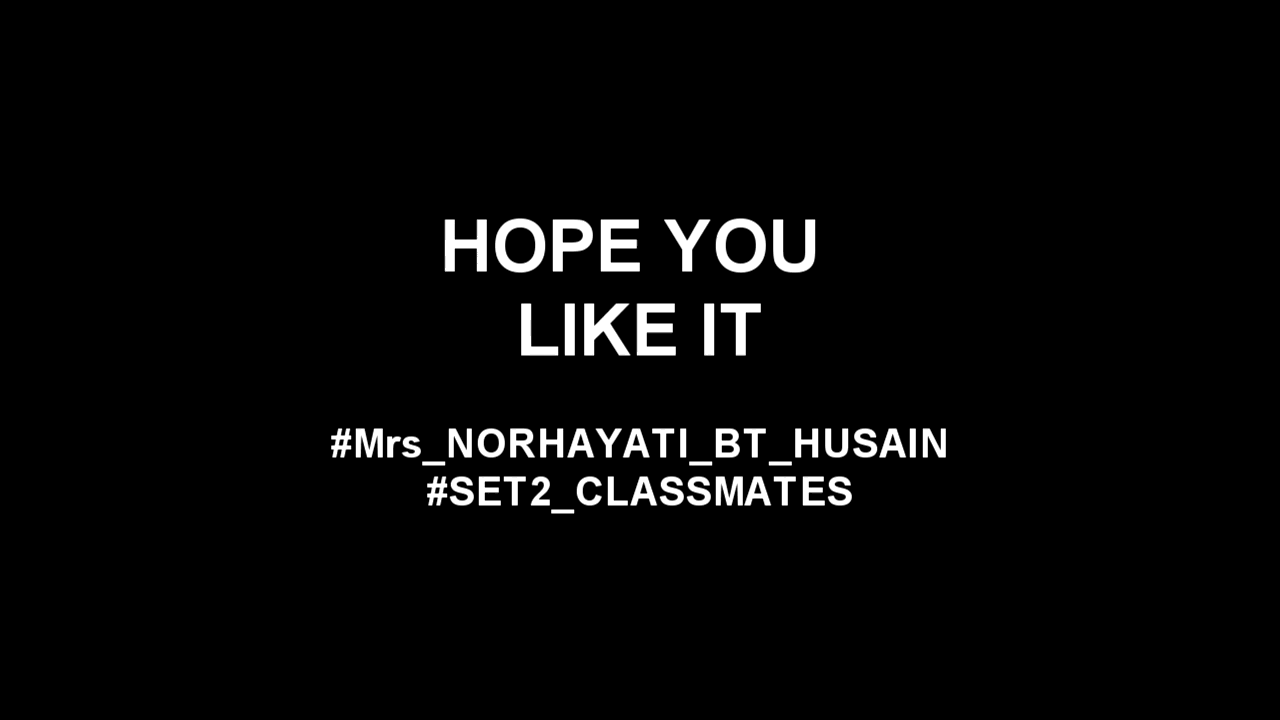 HOPE YOU
LIKE IT
#Mrs_NORHAYATI_BT_HUSAIN
#SET2_CLASSMATES